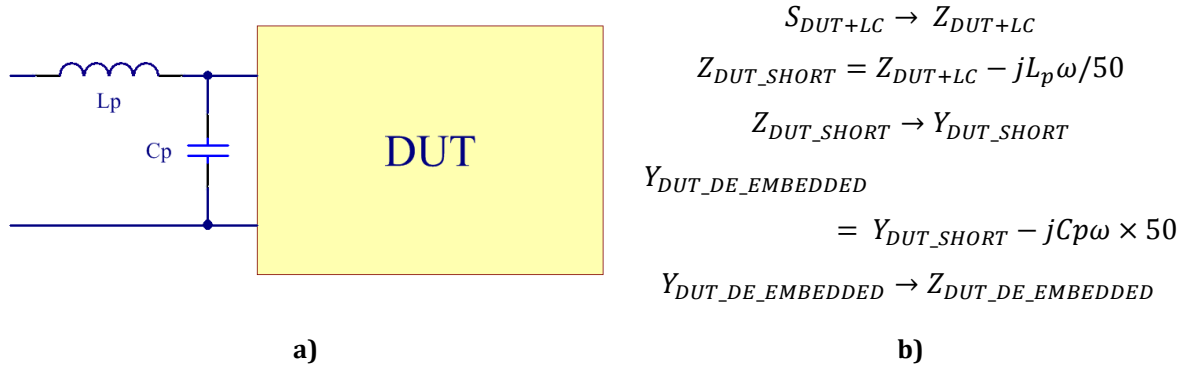 Lp
Cp
DUT
a)
S_{DUT+LC} → Z_{DUT+LC}
Z_{DUT_SHORT} = Z_{DUT+LC} − jL_pω/50
Z_{DUT_SHORT} → Y_{DUT_SHORT}
Y_{DUT_DE_EMBEDDED}
= Y_{DUT_SHORT} − jCpω × 50
Y_{DUT_DE_EMBEDDED} → Z_{DUT_DE_EMBEDDED}
b)